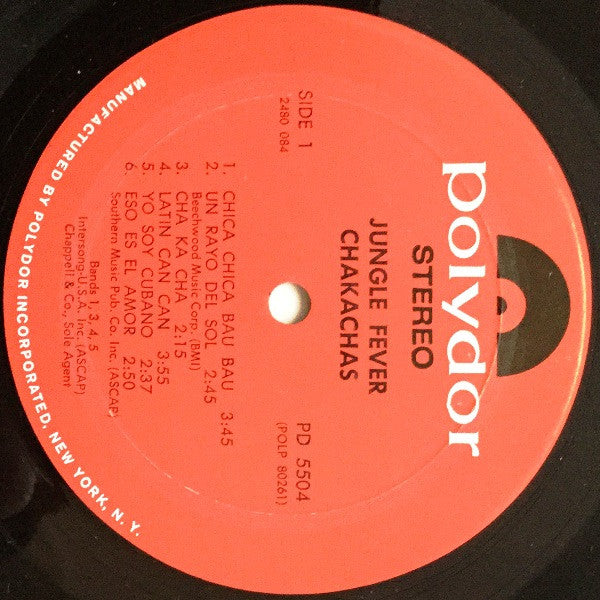 polydor
STEREO
JUNGLE FEVER
CHAKACHAS
SIDE 1
2480 084
PD 5504
(POLP 80261)
1. CHICA CHICA BAU BAU 3:45
2. UN RAYO DEL SOL 2:45
Beechwood Music Corp. (BMI)
3. CHA KA CHA 2:15
4. LATIN CAN CAN 3:55
5. YO SOY CUBANO 2:37
6. ESO ES EL AMOR 2:50
Southern Music Pub. Co. Inc. (ASCAP)
Bands 1, 3, 4, 5
Intersong-U.S.A. Inc. (ASCAP)
Chappell & Co., Sole Agent
MANUFACTURED BY POLYDOR INCORPORATED, NEW YORK, N. Y.